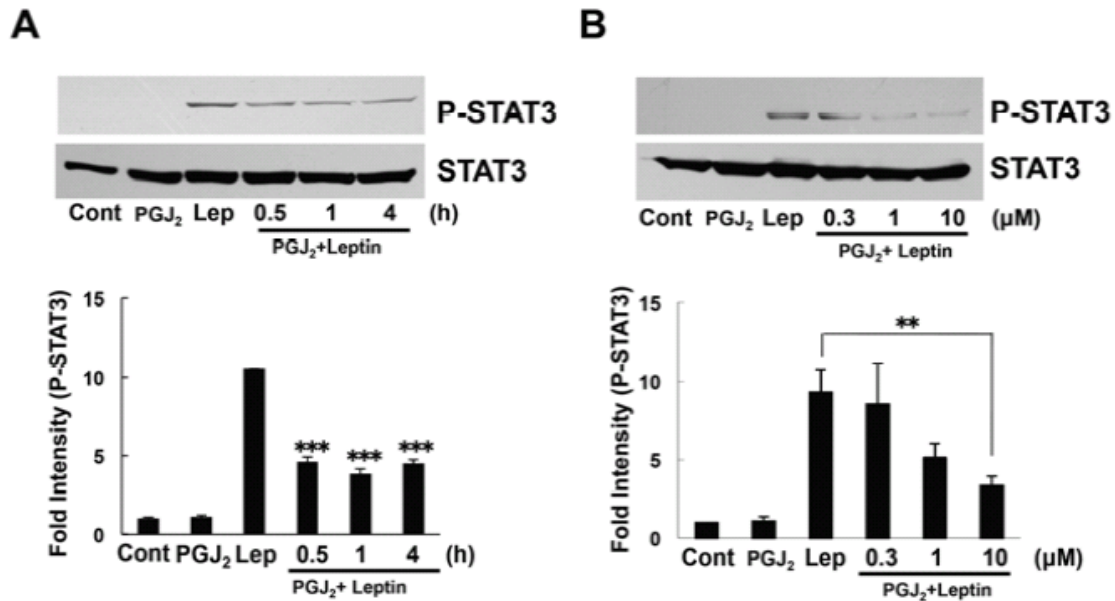 A
P-STAT3
STAT3
Cont PGJ₂ Lep 0.5 1 4 (h)
PGJ₂+Leptin
Fold Intensity (P-STAT3)
15
10
5
0
*** *** ***
Cont PGJ₂ Lep 0.5 1 4 (h)
PGJ₂+ Leptin
B
P-STAT3
STAT3
Cont PGJ₂ Lep 0.3 1 10 (µM)
PGJ₂+ Leptin
Fold Intensity (P-STAT3)
15
10
5
0
**
Cont PGJ₂ Lep 0.3 1 10 (µM)
PGJ₂+Leptin